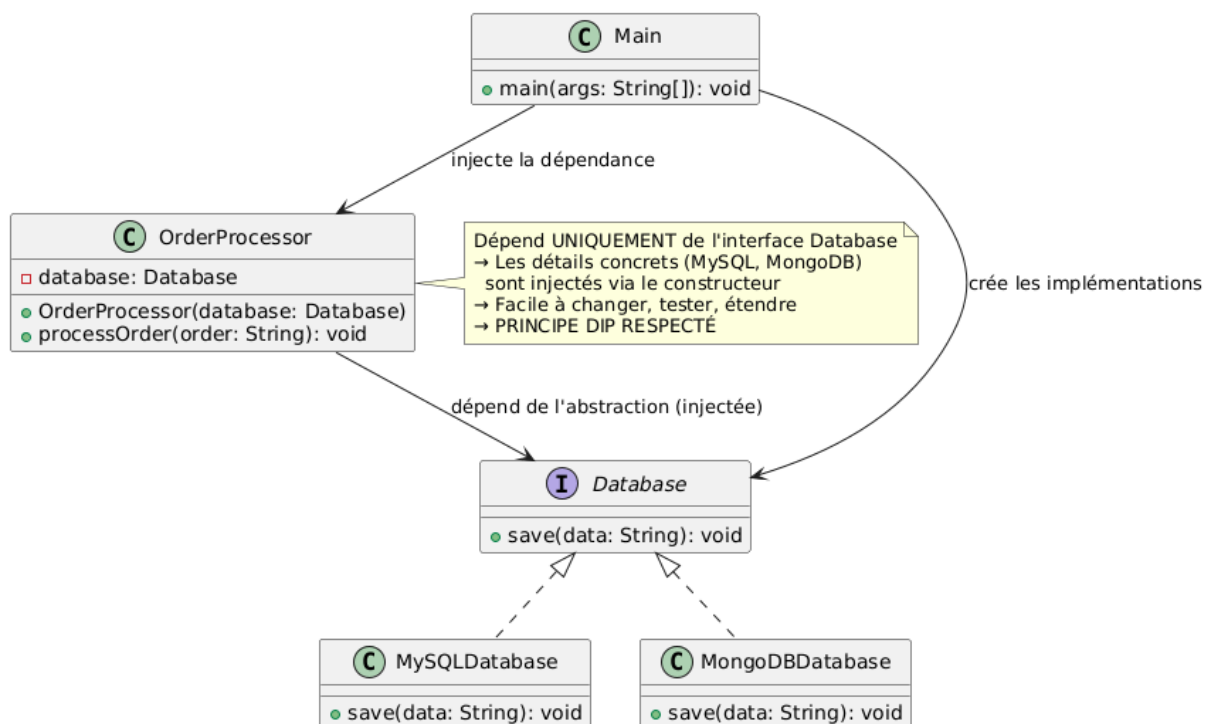 C Main
main(args: String[]): void
injecte la dépendance
C OrderProcessor
database: Database
OrderProcessor(database: Database)
processOrder(order: String): void
Dépend UNIQUEMENT de l'interface Database
→ Les détails concrets (MySQL, MongoDB)
sont injectés via le constructeur
→ Facile à changer, tester, étendre
→ PRINCIPE DIP RESPECTÉ
crée les implémentations
dépend de l'abstraction (injectée)
I Database
save(data: String): void
C MySQLDatabase
save(data: String): void
C MongoDBDatabase
save(data: String): void